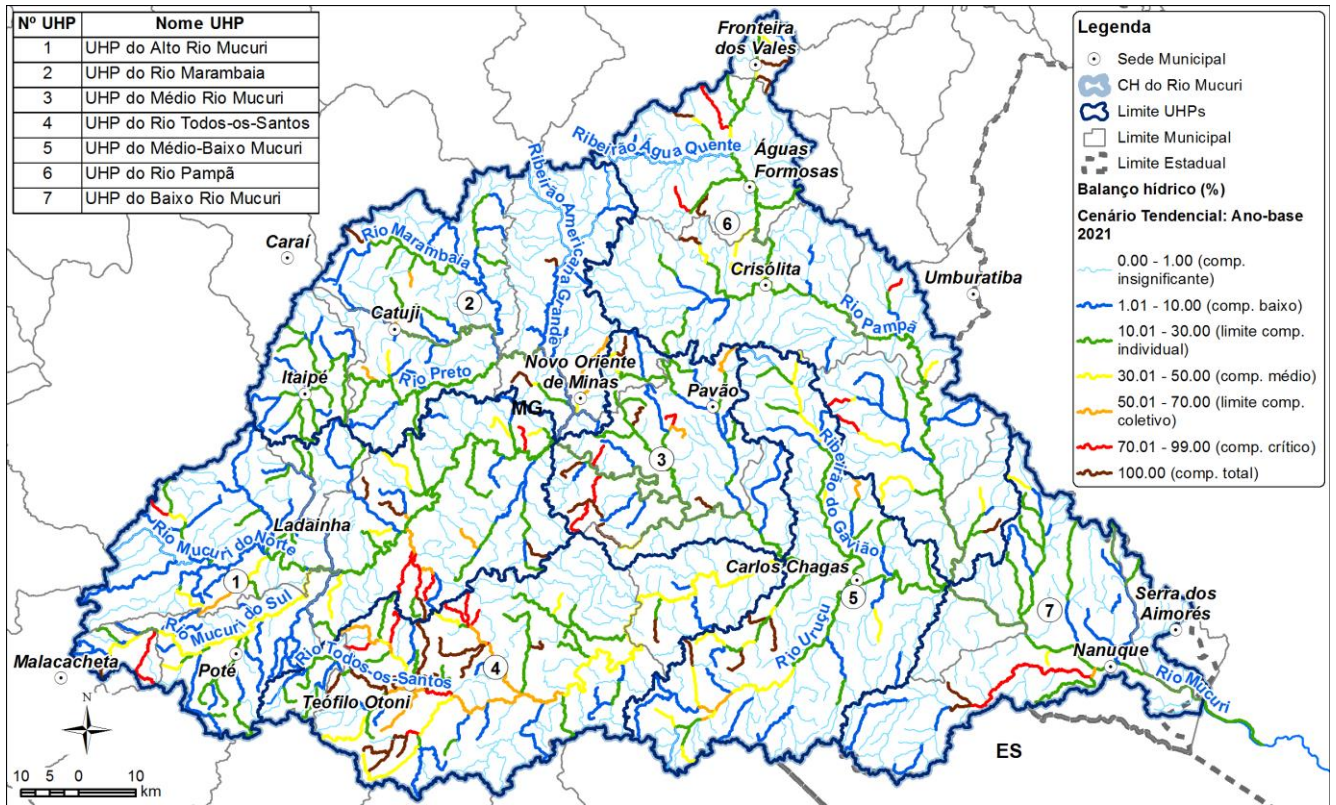 Nº UHP Nome UHP
1 UHP do Alto Rio Mucuri
2 UHP do Rio Marambaia
3 UHP do Médio Rio Mucuri
4 UHP do Rio Todos-os-Santos
5 UHP do Médio-Baixo Mucuri
6 UHP do Rio Pampã
7 UHP do Baixo Rio Mucuri
Legenda
Sede Municipal
CH do Rio Mucuri
Limite UHPs
Limite Municipal
Limite Estadual
Balanço hídrico (%)
Cenário Tendencial: Ano-base
2021
0.00 - 1.00 (comp.
insignificante)
1.01 - 10.00 (comp. baixo)
10.01 - 30.00 (limite comp.
individual)
30.01 - 50.00 (comp. médio)
50.01 - 70.00 (limite comp.
coletivo)
70.01 - 99.00 (comp. crítico)
100.00 (comp. total)
Fronteira
dos Vales
Ribeirão Água Quente
Águas
Formosas
Ribeirão Americana Grande
6
Rio Marambaia
Caraí
Crisólita
Umburatiba
2
Catuji
Rio Pampã
Novo Oriente
de Minas
Itaipé
Rio Preto
Pavão
MG
3
Ribeirão do Gavião
Ladainha
Rio Mucuri do Norte
1
Carlos Chagas
5
Rio Mucuri do Sul
7
Serra dos
Aimorés
Rio Uruçu
Malacacheta
Poté
Rio Todos-os-Santos
4
Nanuque
Rio Mucuri
Teófilo Otoni
N
ES
10 5 0 10
km